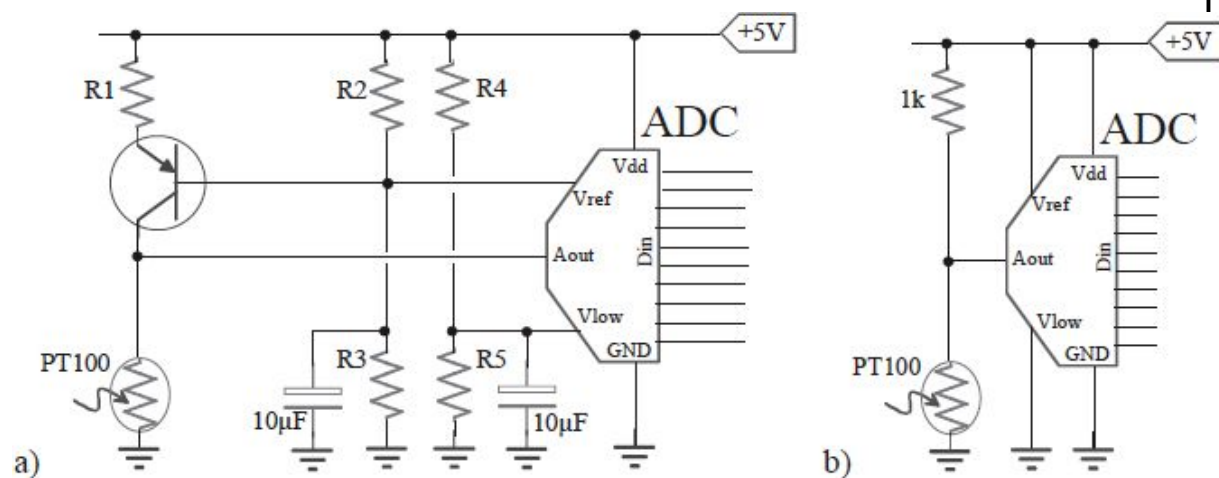 +5V
R1
R2
R4
ADC
Vdd
Vref
Aout
Din
Vlow
GND
PT100
R3
R5
10µF
10µF
a)
+5V
1k
ADC
Vdd
Vref
Aout
Din
Vlow
GND
PT100
b)